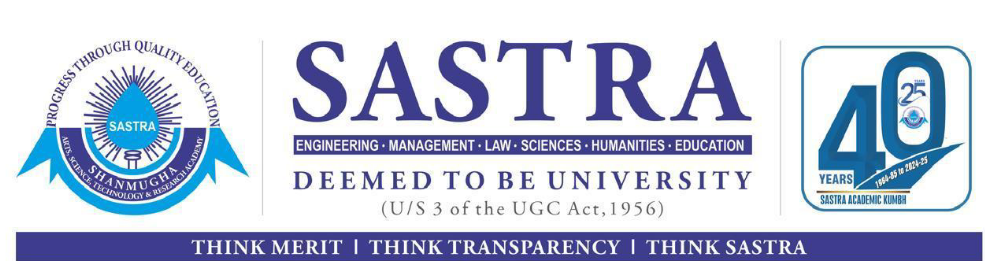 PROGRESS THROUGH QUALITY EDUCATION
SASTRA
SHANMUGHA
ARTS, SCIENCE, TECHNOLOGY & RESEARCH ACADEMY
SASTRA
ENGINEERING · MANAGEMENT · LAW · SCIENCES · HUMANITIES · EDUCATION
DEEMED TO BE UNIVERSITY
(U/S 3 of the UGC Act, 1956)
40
25
YEARS
1984-85 to 2024-25
SASTRA ACADEMIC KUMBH
THINK MERIT | THINK TRANSPARENCY | THINK SASTRA